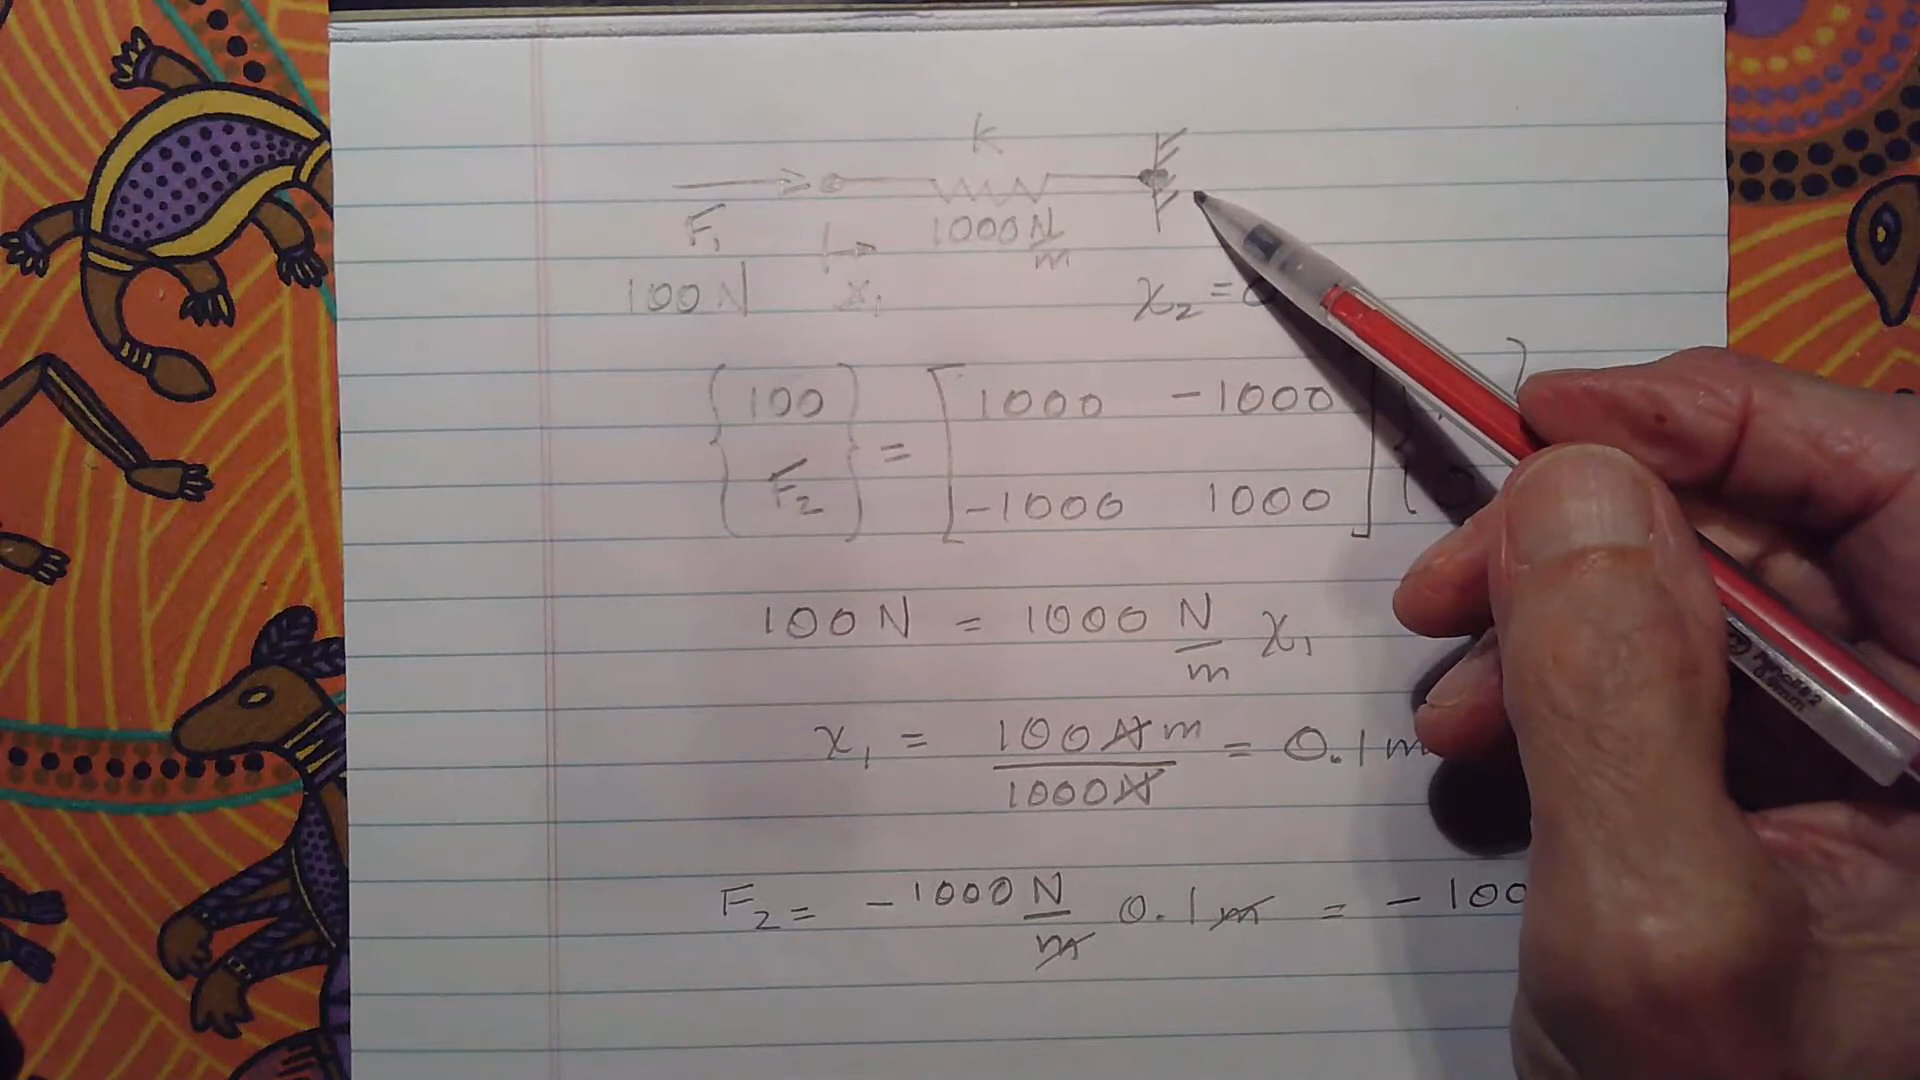 k
F₁ 1000 N/m
100 N x₁ x₂ = 0
{ 100 F₂ } = [ 1000 -1000
-1000 1000 ] {
100 N = 1000 N/m x₁
x₁ = 100 N m / 1000 N = 0.1 m
F₂ = -1000 N/m 0.1 m = -100